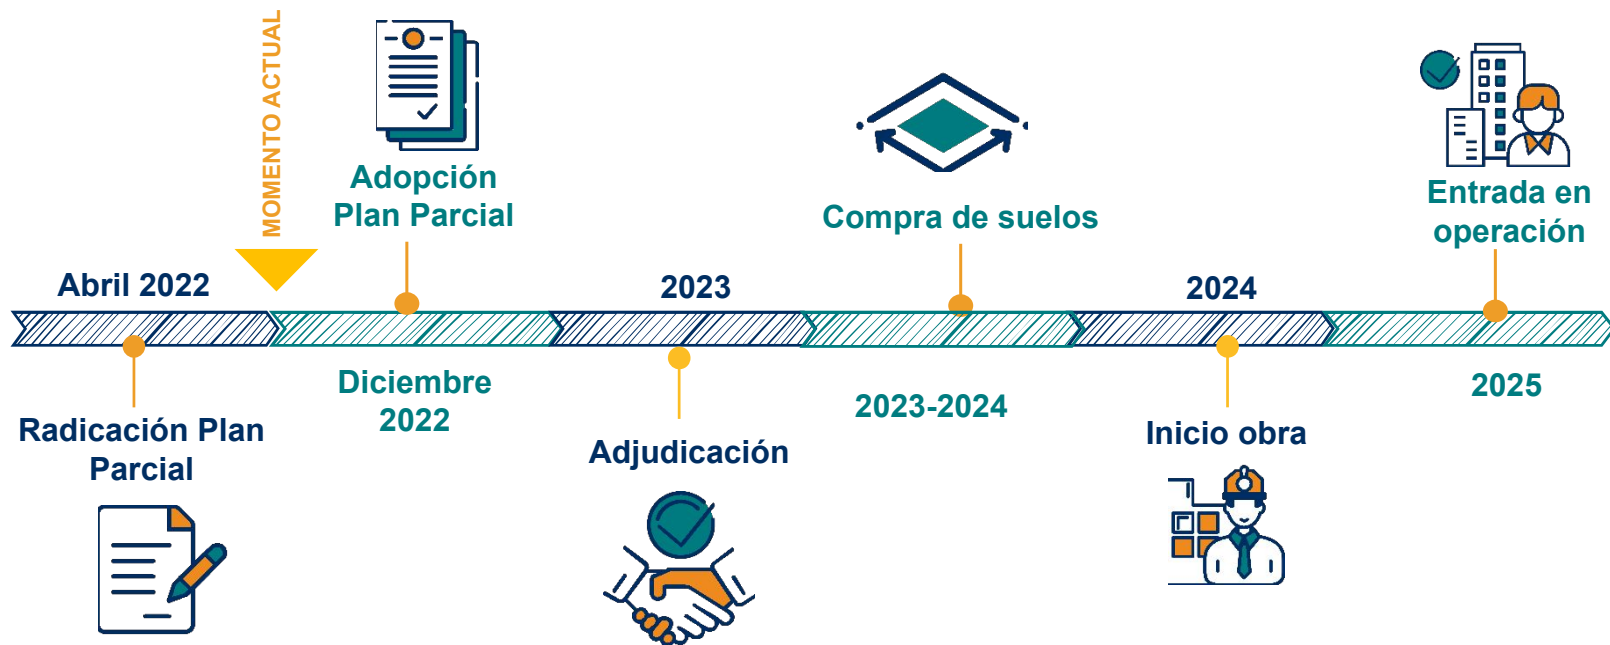 MOMENTO ACTUAL
Abril 2022
Radicación Plan
Parcial
Adopción
Plan Parcial
Diciembre
2022
2023
Adjudicación
Compra de suelos
2023-2024
2024
Inicio obra
Entrada en
operación
2025